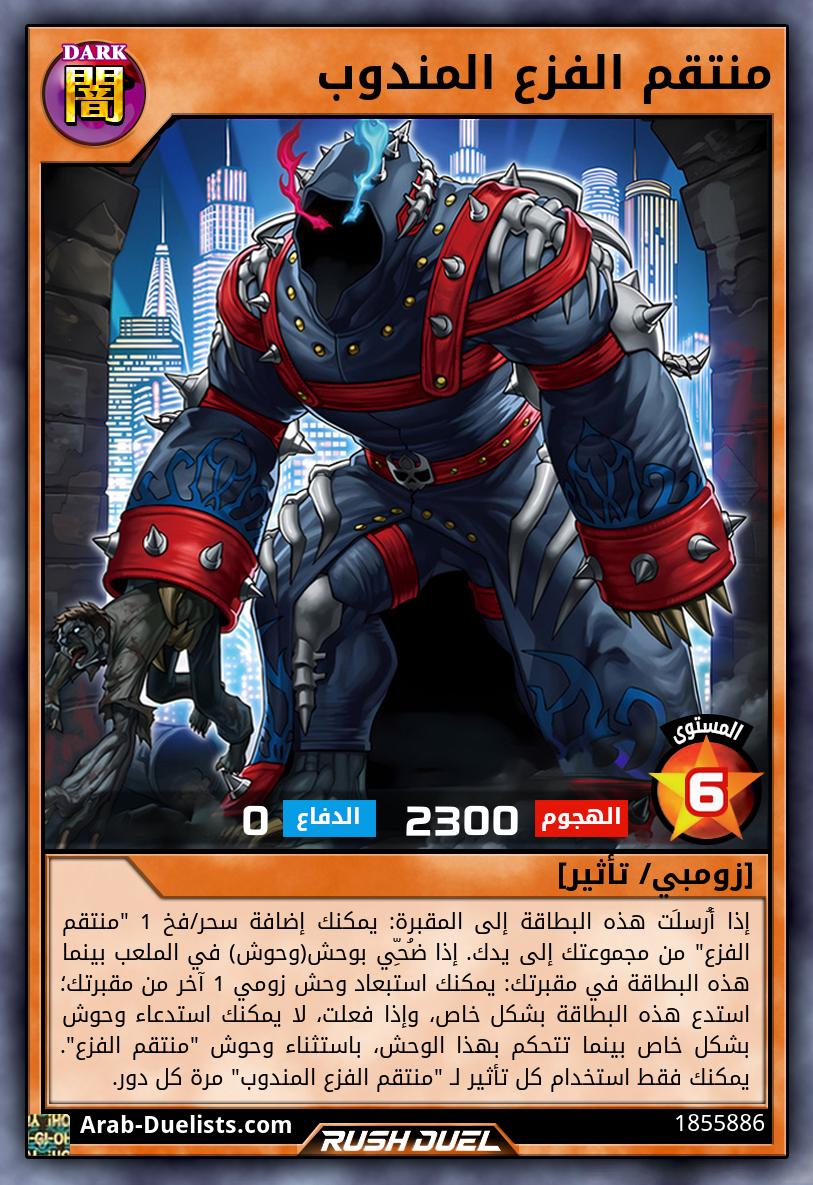 DARK
闇
منتقم الفزع المندوب
المستوى
6
الهجوم 2300 الدفاع 0
[زومبي/ تأثير]
إذا أُرسلَت هذه البطاقة إلى المقبرة: يمكنك إضافة سحر/فخ 1 "منتقم
الفزع" من مجموعتك إلى يدك. إذا ضُحِّي بوحش(وحوش) في الملعب بينما
هذه البطاقة في مقبرتك: يمكنك استبعاد وحش زومي 1 آخر من مقبرتك؛
استدع هذه البطاقة بشكل خاص، وإذا فعلت، لا يمكنك استدعاء وحوش
بشكل خاص بينما تتحكم بهذا الوحش، باستثناء وحوش "منتقم الفزع".
يمكنك فقط استخدام كل تأثير لـ "منتقم الفزع المندوب" مرة كل دور.
Arab-Duelists.com
RUSH DUEL
1855886